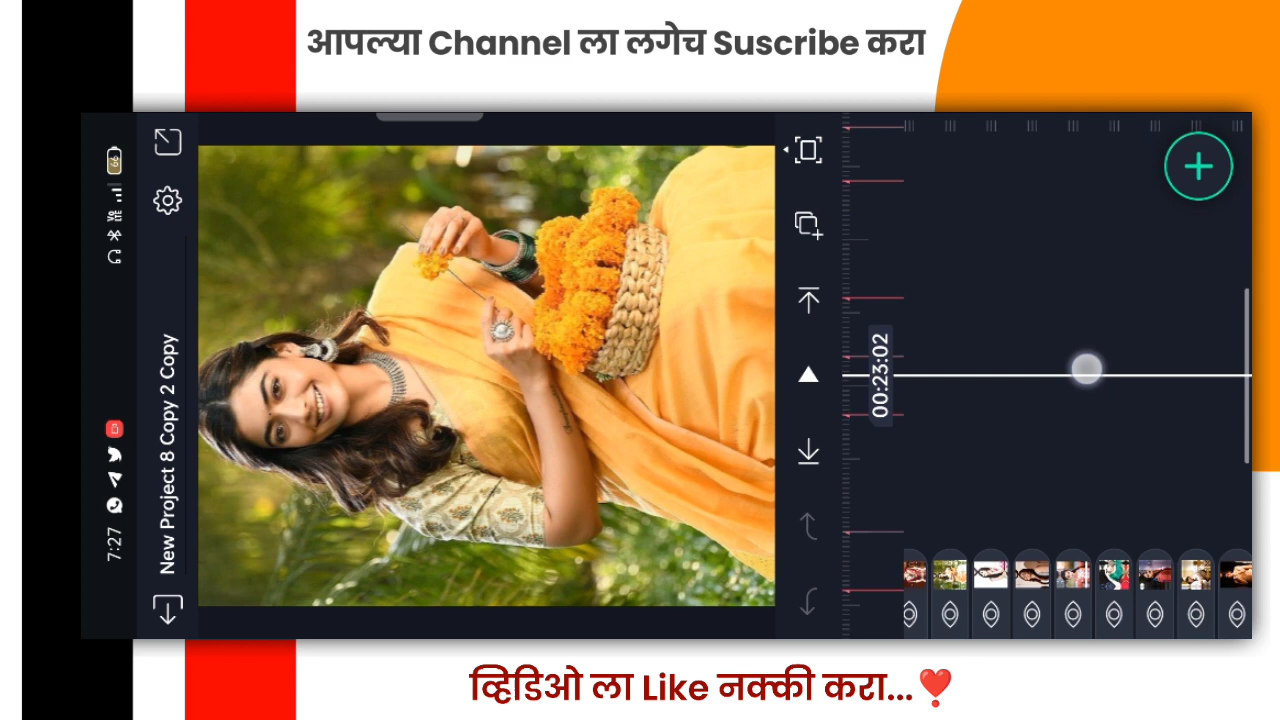 आपल्या Channel ला लगेच Suscribe करा
7:27
66
New Project 8 Copy 2 Copy
00:23:02
व्हिडिओ ला Like नक्की करा...